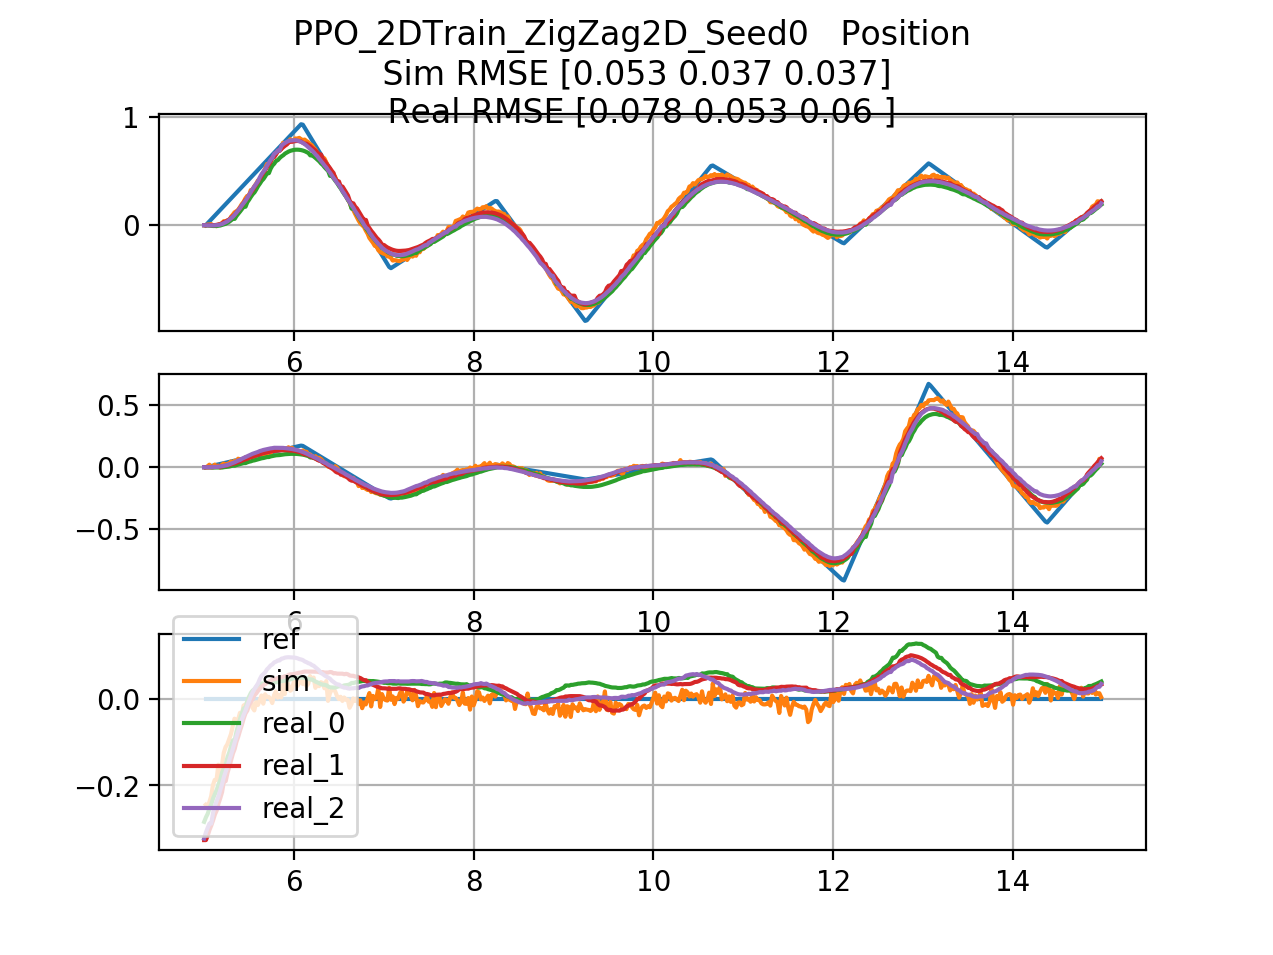 PPO_2DTrain_ZigZag2D_Seed0   Position
Sim RMSE [0.053 0.037 0.037]
Real RMSE [0.078 0.053 0.06 ]
1
0
6 8 10 12 14
0.5
0.0
−0.5
6 8 10 12 14
ref
sim
real_0
real_1
real_2
0.0
−0.2
6 8 10 12 14